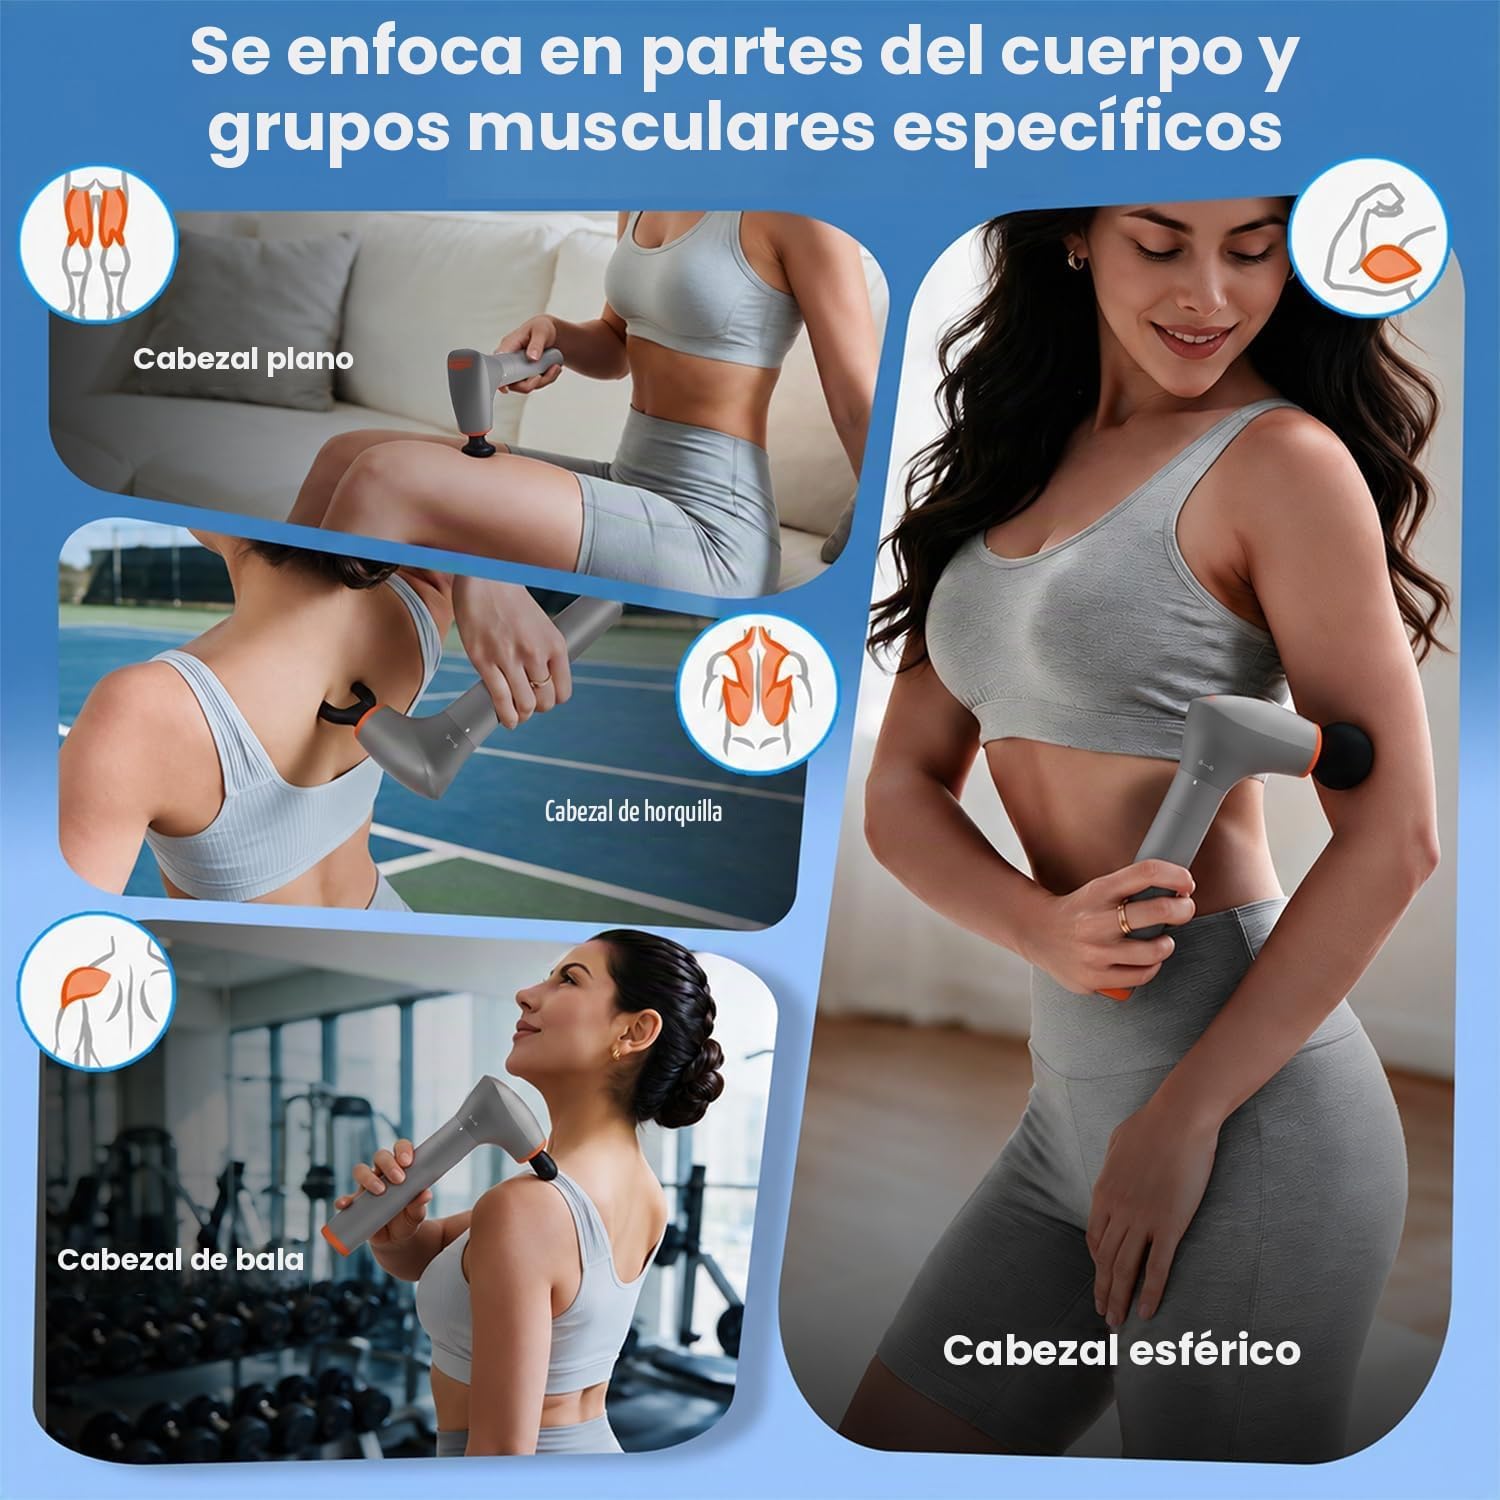 Se enfoca en partes del cuerpo y
grupos musculares específicos
Cabezal plano
Cabezal de horquilla
Cabezal de bala
Cabezal esférico